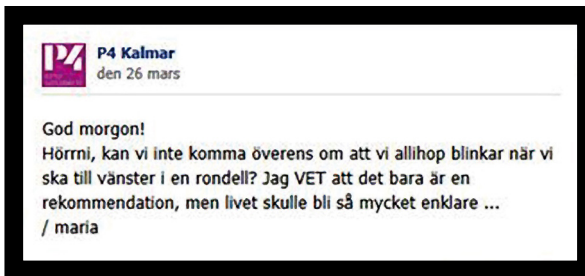 P4
P4 Kalmar
den 26 mars
God morgon!
Hörrni, kan vi inte komma överens om att vi allihop blinkar när vi
ska till vänster i en rondell? Jag VET att det bara är en
rekommendation, men livet skulle bli så mycket enklare ...
/ maria